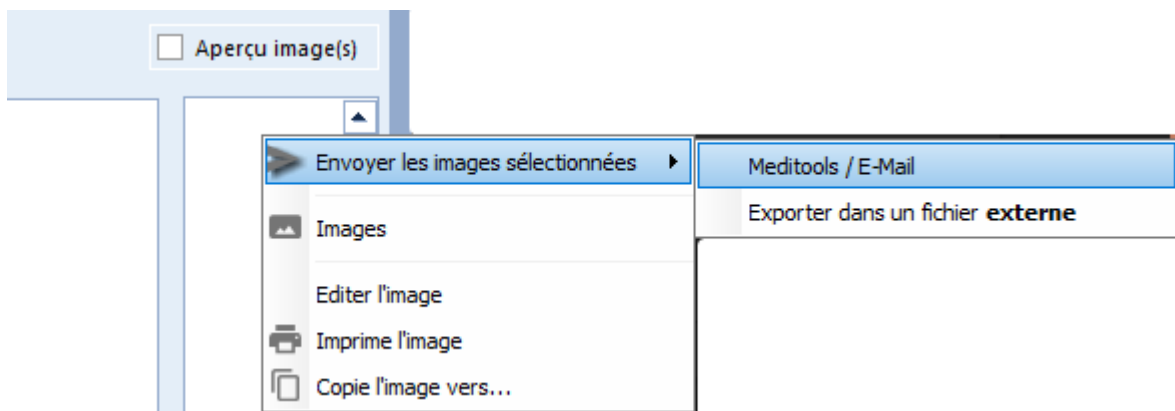 Aperçu image(s)
Envoyer les images sélectionnées
Meditools / E-Mail
Exporter dans un fichier externe
Images
Editer l'image
Imprime l'image
Copie l'image vers...